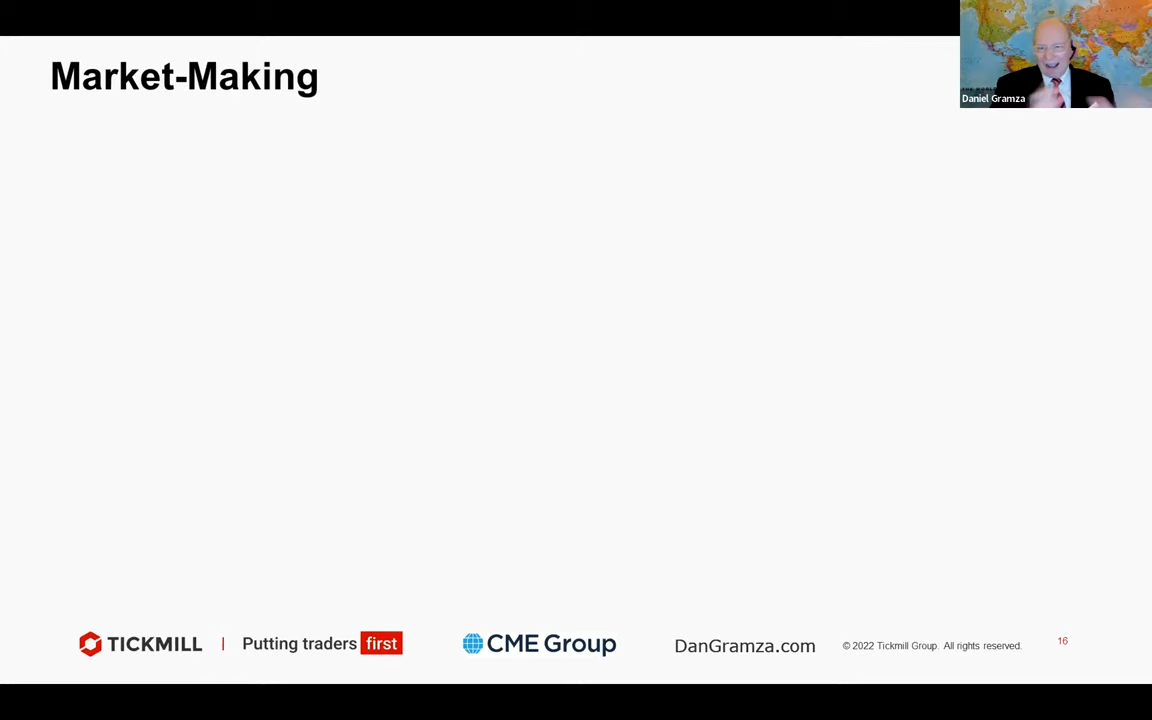 Market-Making
Daniel Gramza
TICKMILL | Putting traders first
CME Group
DanGramza.com
© 2022 Tickmill Group. All rights reserved.
16